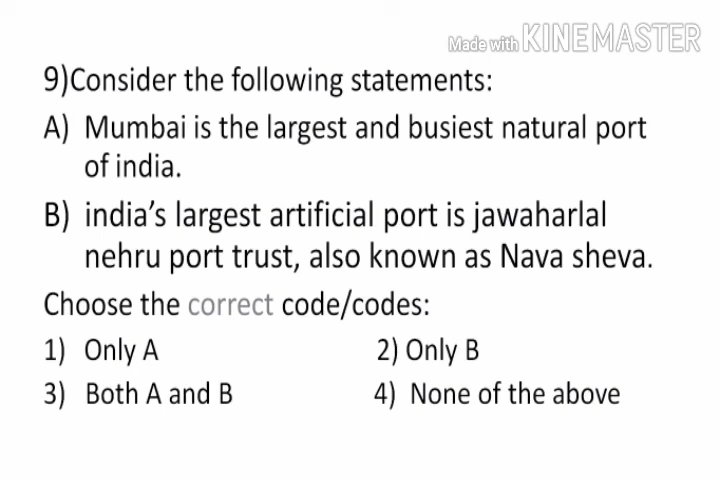 Made with KINEMASTER
9)Consider the following statements:
A) Mumbai is the largest and busiest natural port
of india.
B) india's largest artificial port is jawaharlal
nehru port trust, also known as Nava sheva.
Choose the correct code/codes:
1) Only A 2) Only B
3) Both A and B 4) None of the above